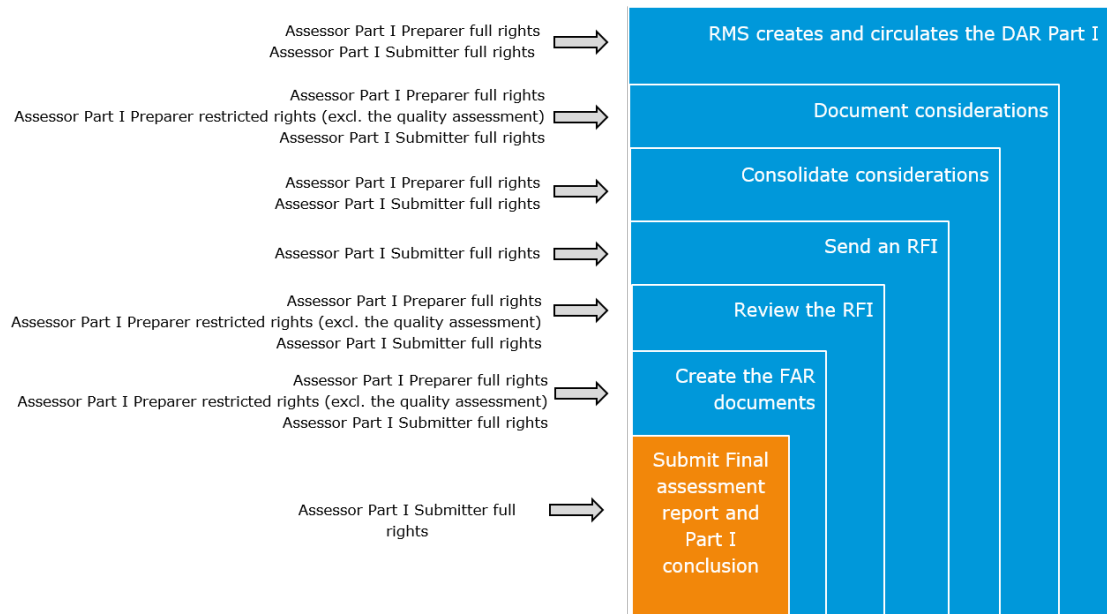 Assessor Part I Preparer full rights
Assessor Part I Submitter full rights
RMS creates and circulates the DAR Part I
Assessor Part I Preparer full rights
Assessor Part I Preparer restricted rights (excl. the quality assessment)
Assessor Part I Submitter full rights
Document considerations
Assessor Part I Preparer full rights
Assessor Part I Submitter full rights
Consolidate considerations
Assessor Part I Submitter full rights
Send an RFI
Assessor Part I Preparer full rights
Assessor Part I Preparer restricted rights (excl. the quality assessment)
Assessor Part I Submitter full rights
Review the RFI
Assessor Part I Preparer full rights
Assessor Part I Preparer restricted rights (excl. the quality assessment)
Assessor Part I Submitter full rights
Create the FAR
documents
Assessor Part I Submitter full
rights
Submit Final
assessment
report and
Part I
conclusion